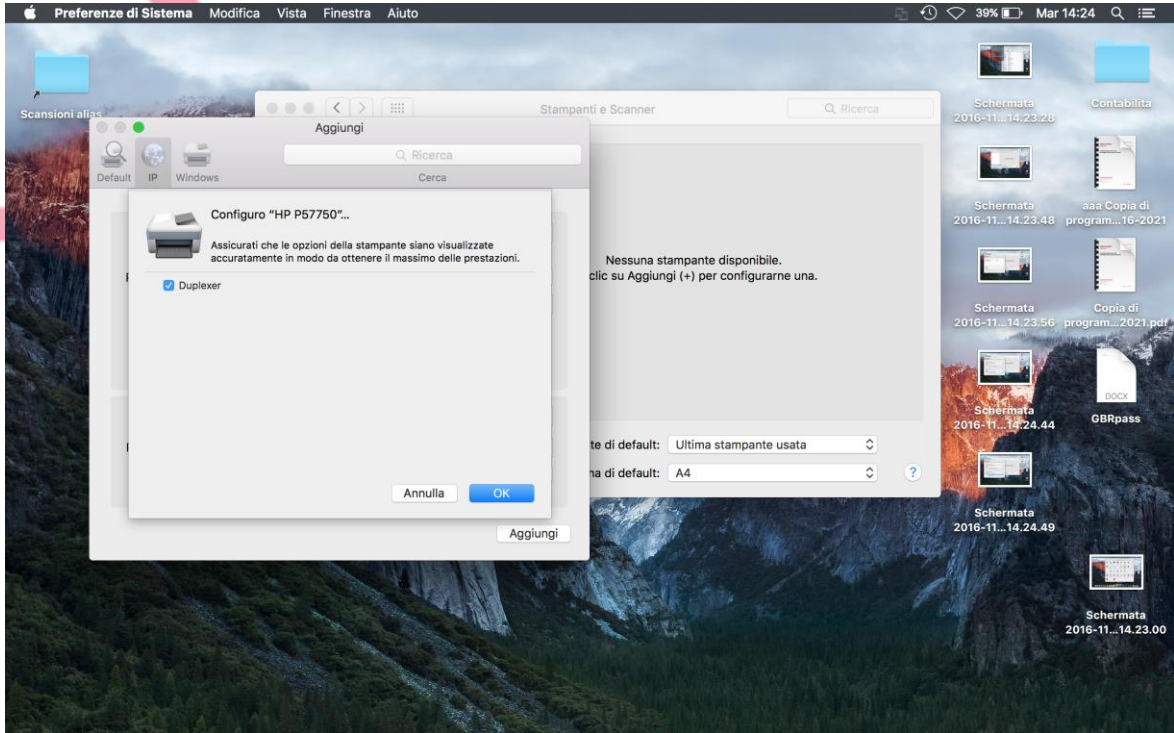 Preferenze di Sistema Modifica Vista Finestra Aiuto 39% Mar 14:24
Scansioni alias
Stampanti e Scanner
Ricerca
Aggiungi
Ricerca
Default IP Windows Cerca
Configuro "HP P57750"...
Assicurati che le opzioni della stampante siano visualizzate
accuratamente in modo da ottenere il massimo delle prestazioni.
Duplexer
Annulla OK
Aggiungi
Nessuna stampante disponibile.
clic su Aggiungi (+) per configurarne una.
di default: Ultima stampante usata
di default: A4
?
Schermata
2016-11...14.23.28
Contabilita
Schermata
2016-11...14.23.48
aaa Copia di
program...16-2021
Schermata
2016-11...14.23.56
Copia di
program...2021.pdf
Schermata
2016-11...14.24.44
DOCX
GBRpass
Schermata
2016-11...14.24.49
Schermata
2016-11...14.23.00